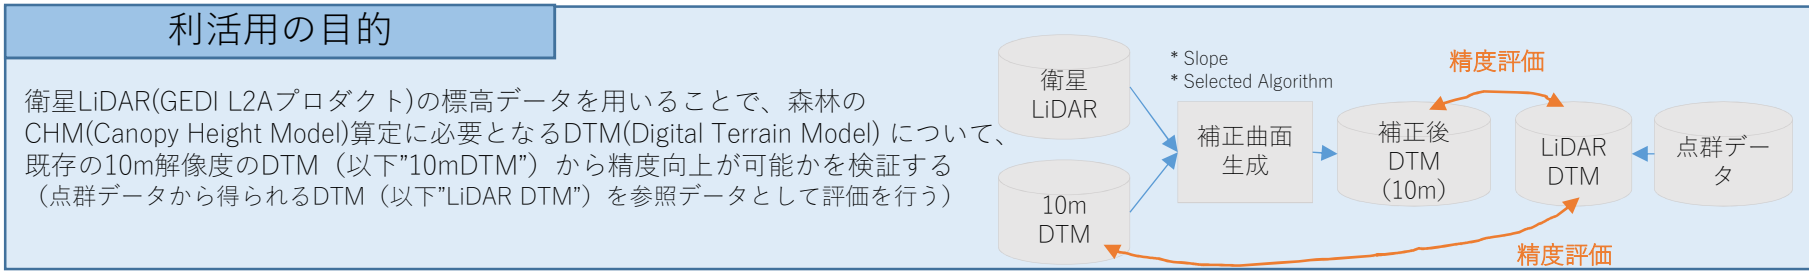 利活用の目的
衛星LiDAR(GEDI L2Aプロダクト)の標高データを用いることで、森林の
CHM(Canopy Height Model)算定に必要となるDTM(Digital Terrain Model) について、
既存の10m解像度のDTM（以下”10mDTM”）から精度向上が可能かを検証する
（点群データから得られるDTM（以下”LiDAR DTM”）を参照データとして評価を行う）
衛星
LiDAR
10m
DTM
* Slope
* Selected Algorithm
補正曲面
生成
補正後
DTM
(10m)
精度評価
LiDAR
DTM
点群デー
タ
精度評価